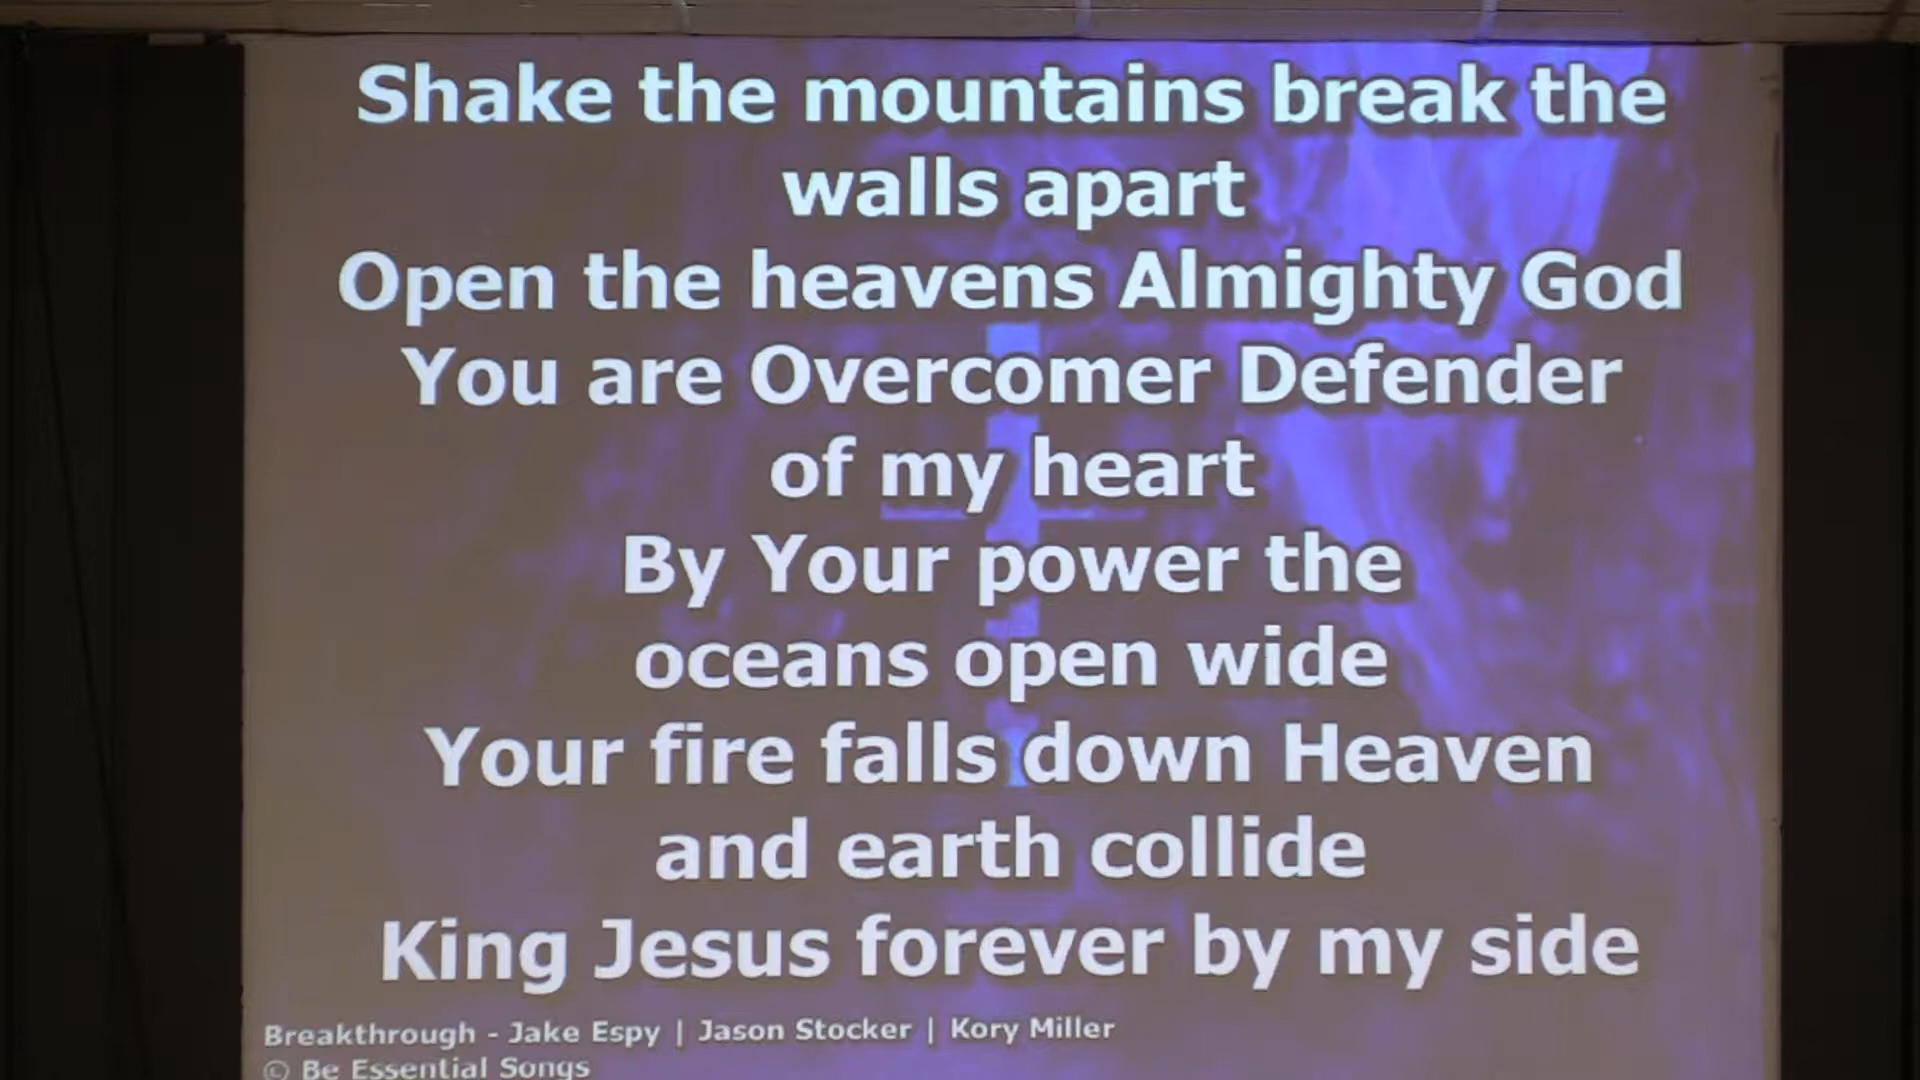 Shake the mountains break the
walls apart
Open the heavens Almighty God
You are Overcomer Defender
of my heart
By Your power the
oceans open wide
Your fire falls down Heaven
and earth collide
King Jesus forever by my side
Breakthrough - Jake Espy | Jason Stocker | Kory Miller
© Be Essential Songs